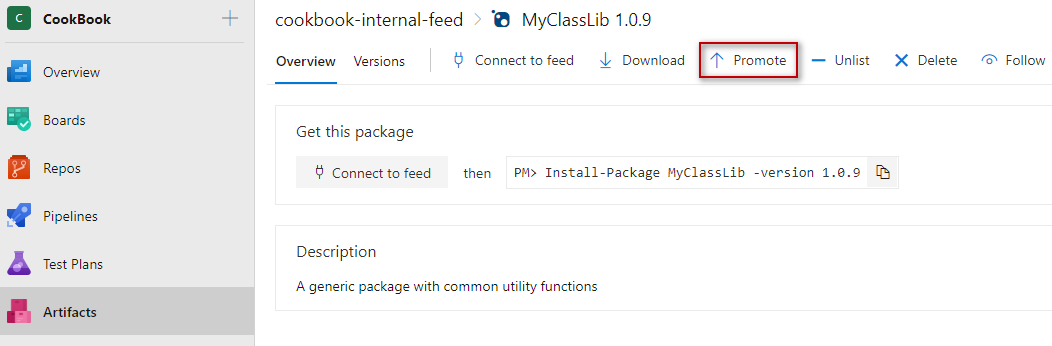 C CookBook
Overview
Boards
Repos
Pipelines
Test Plans
Artifacts
cookbook-internal-feed > MyClassLib 1.0.9
Overview Versions Connect to feed Download Promote Unlist Delete Follow
Get this package
Connect to feed then PM> Install-Package MyClassLib -version 1.0.9
Description
A generic package with common utility functions